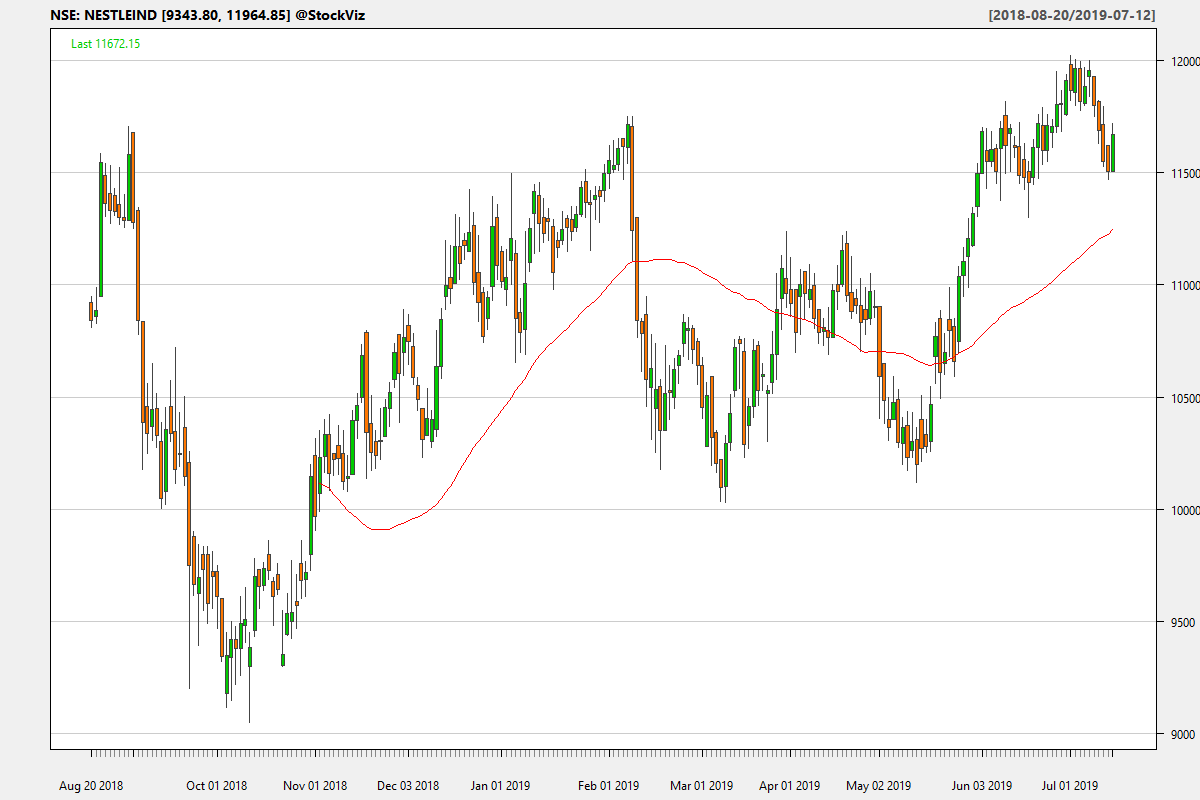 NSE: NESTLEIND [9343.80, 11964.85] @StockViz
[2018-08-20/2019-07-12]
Last 11672.15
12000
11500
11000
10500
10000
9500
9000
Aug 20 2018 Oct 01 2018 Nov 01 2018 Dec 03 2018 Jan 01 2019 Feb 01 2019 Mar 01 2019 Apr 01 2019 May 02 2019 Jun 03 2019 Jul 01 2019